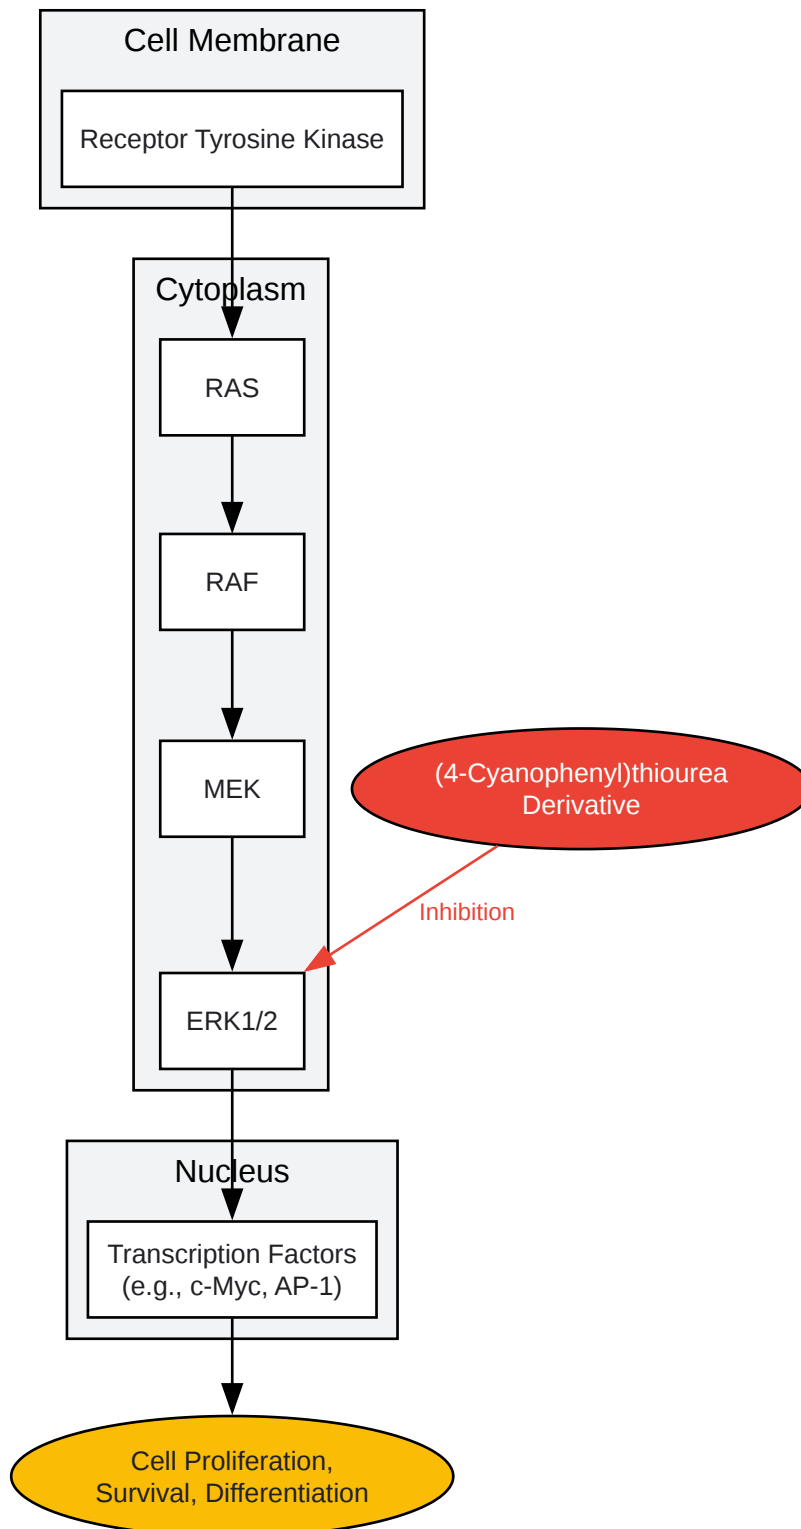 Cell Membrane
Receptor Tyrosine Kinase
Cytoplasm
RAS
RAF
MEK
(4-Cyanophenyl)thiourea
Derivative
Inhibition
ERK1/2
Nucleus
Transcription Factors
(e.g., c-Myc, AP-1)
Cell Proliferation,
Survival, Differentiation